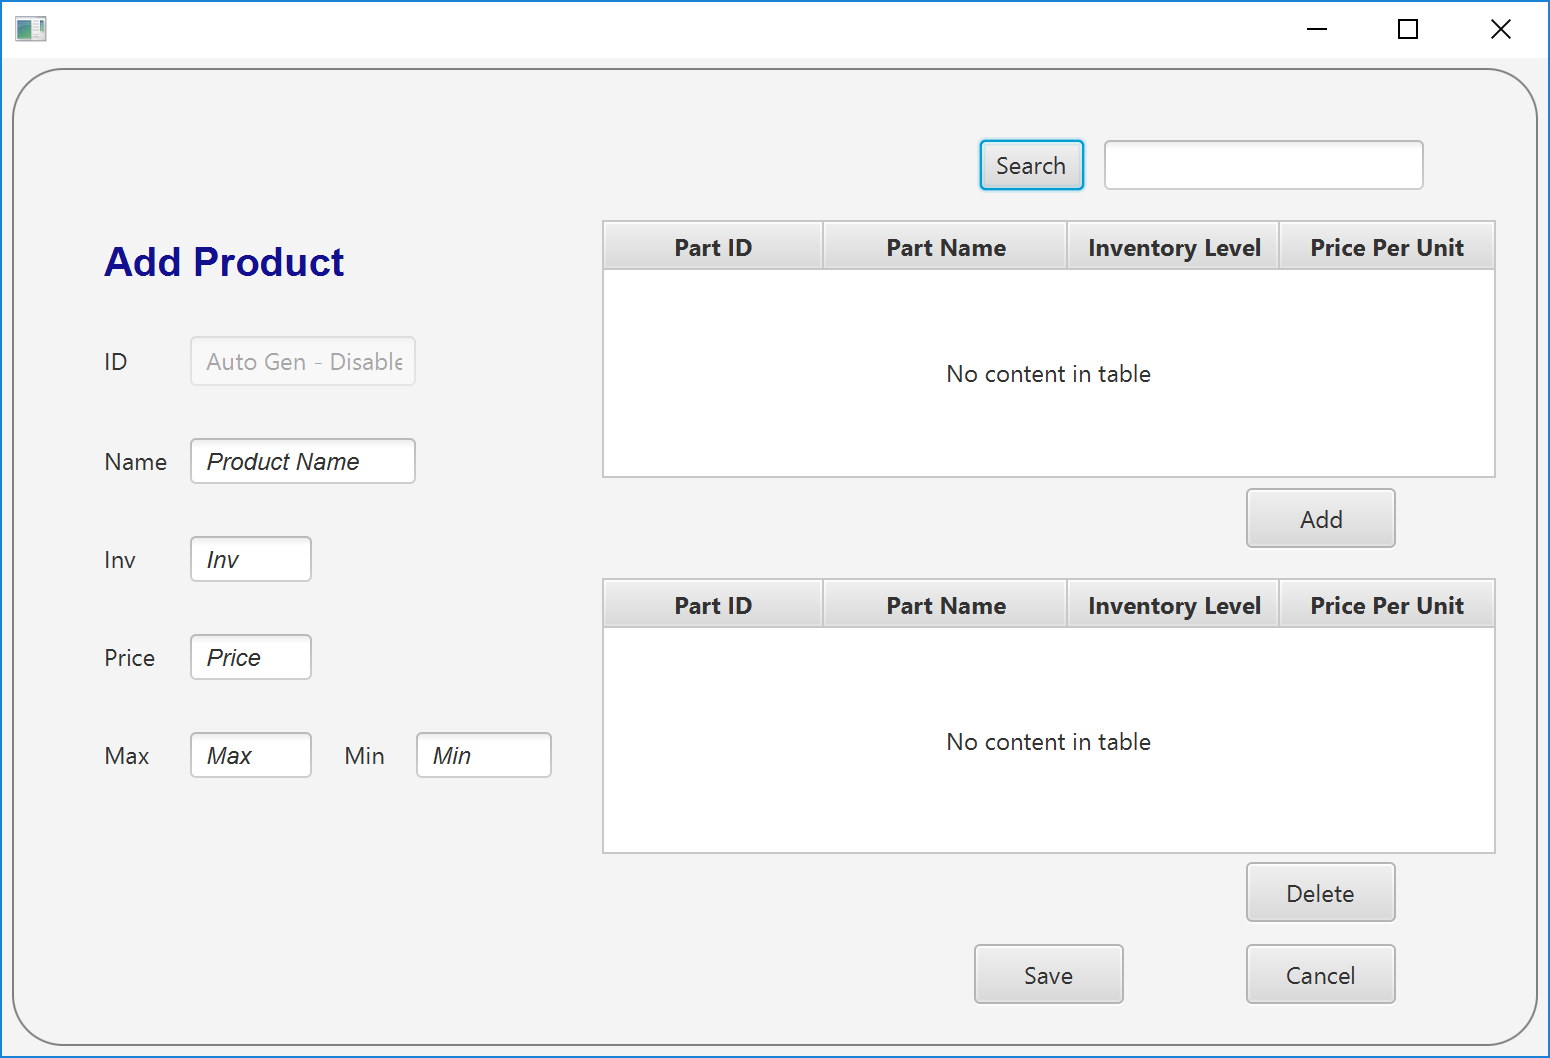 Search
Add Product
ID Auto Gen - Disable
Name Product Name
Inv Inv
Price Price
Max Max Min Min
Part ID Part Name Inventory Level Price Per Unit
No content in table
Add
Part ID Part Name Inventory Level Price Per Unit
No content in table
Delete
Save Cancel